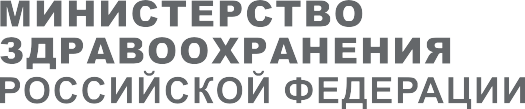 МИНИСТЕРСТВО
ЗДРАВООХРАНЕНИЯ
РОССИЙСКОЙ ФЕДЕРАЦИИ